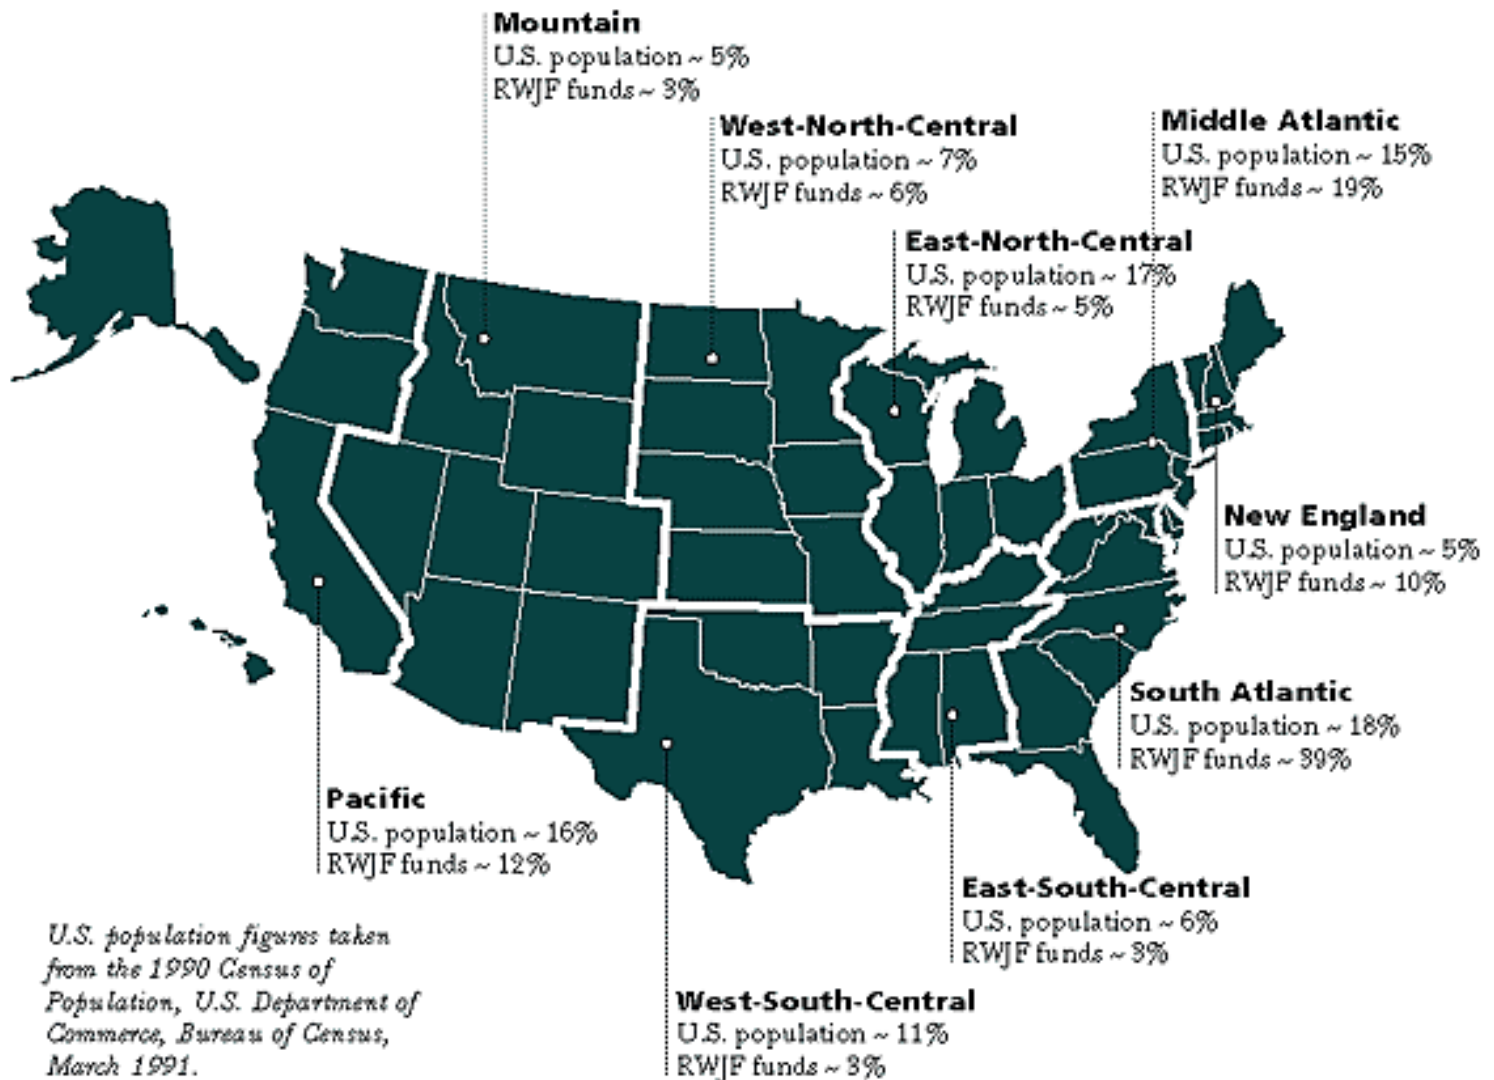 Mountain
U.S. population ~ 5%
RWJF funds ~ 3%
West-North-Central
U.S. population ~ 7%
RWJF funds ~ 6%
Middle Atlantic
U.S. population ~ 15%
RWJF funds ~ 19%
East-North-Central
U.S. population ~ 17%
RWJF funds ~ 5%
New England
U.S. population ~ 5%
RWJF funds ~ 10%
South Atlantic
U.S. population ~ 18%
RWJF funds ~ 39%
Pacific
U.S. population ~ 16%
RWJF funds ~ 12%
East-South-Central
U.S. population ~ 6%
RWJF funds ~ 3%
West-South-Central
U.S. population ~ 11%
RWJF funds ~ 3%
U.S. population figures taken
from the 1990 Census of
Population, U.S. Department of
Commerce, Bureau of Census,
March 1991.